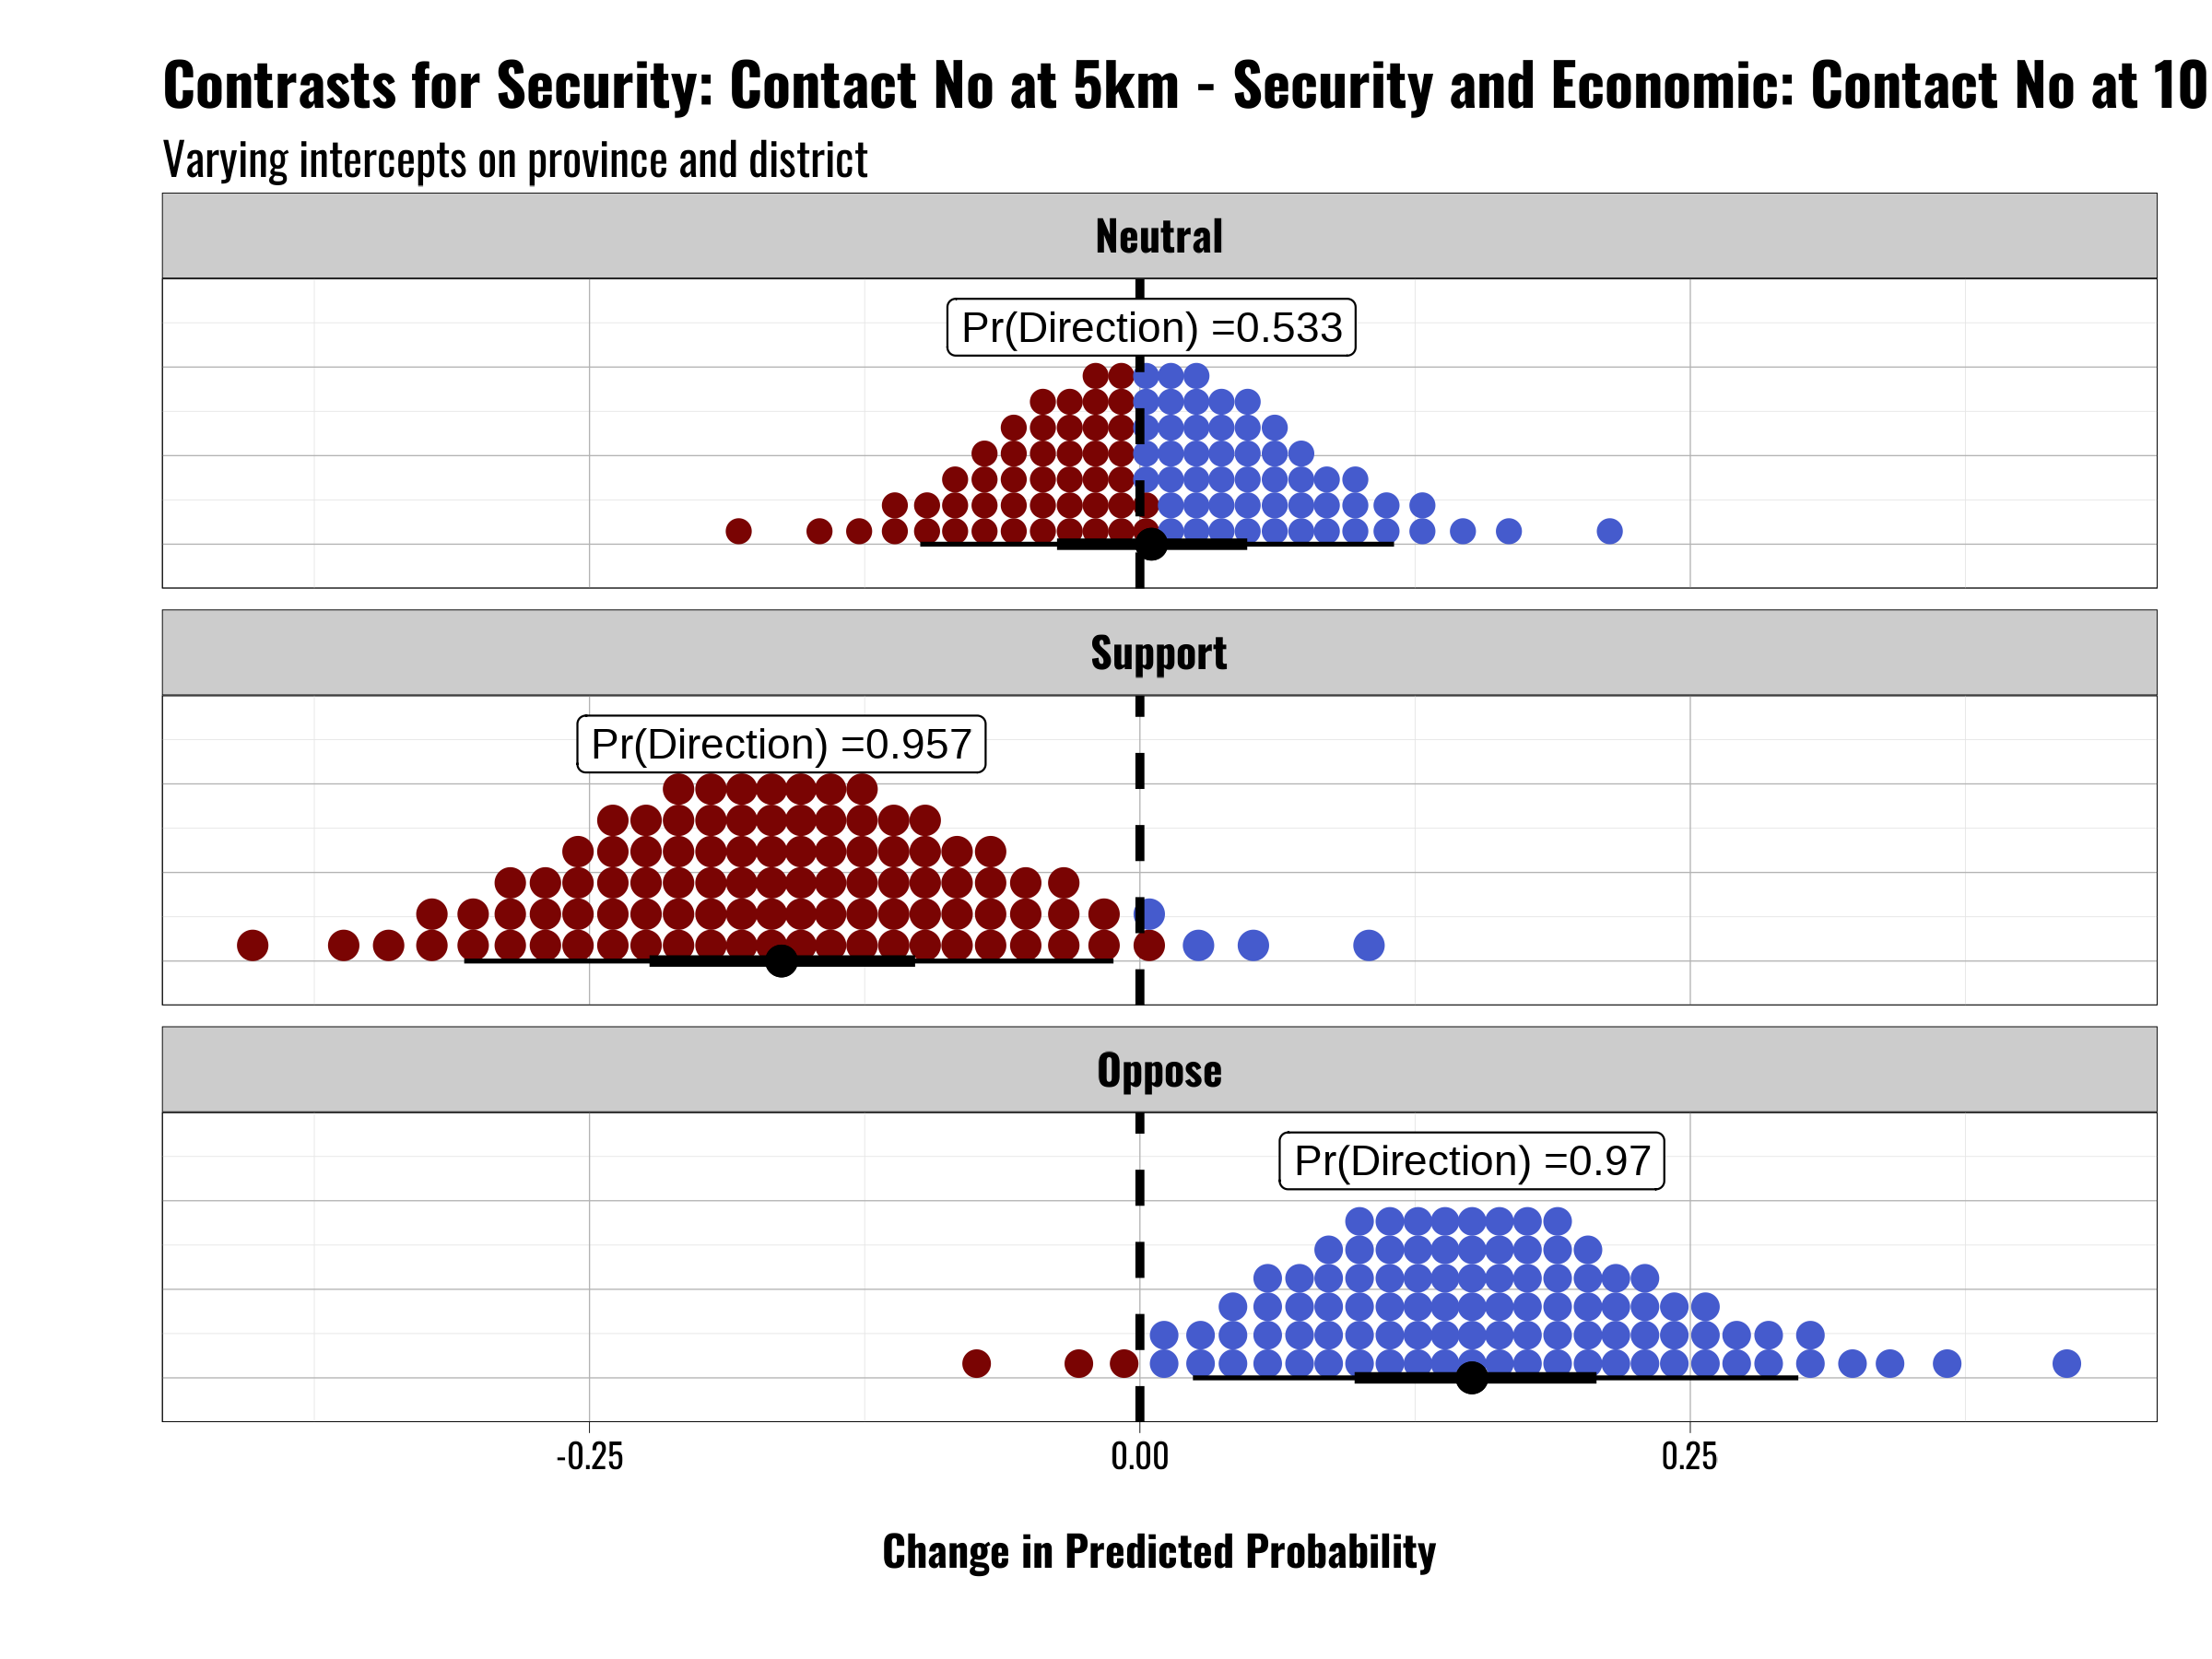 Contrasts for Security: Contact No at 5km - Security and Economic: Contact No at 10
Varying intercepts on province and district
Neutral
Pr(Direction) =0.533
Support
Pr(Direction) =0.957
Oppose
Pr(Direction) =0.97
-0.25 0.00 0.25
Change in Predicted Probability